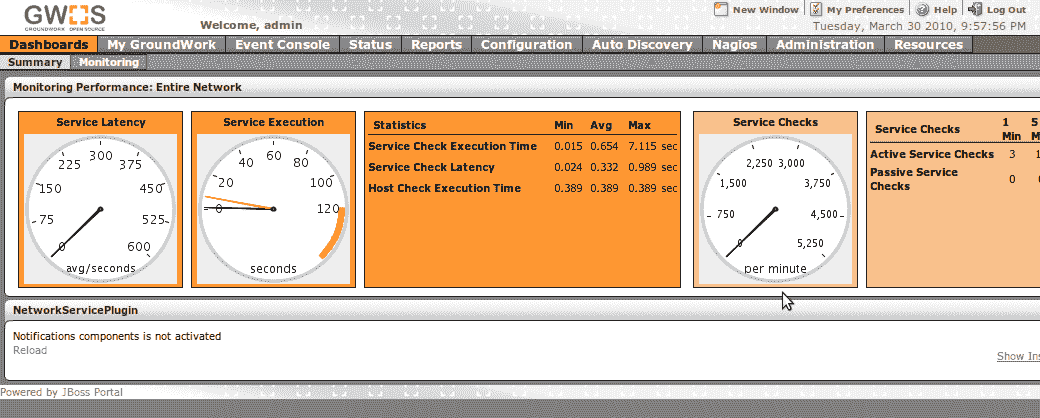 GWOS
GROUNDWORK OPEN SOURCE
Welcome, admin
New Window My Preferences Help Log Out
Tuesday, March 30 2010, 9:57:56 PM
Dashboards My GroundWork Event Console Status Reports Configuration Auto Discovery Nagios Administration Resources
Summary Monitoring
Monitoring Performance: Entire Network
Service Latency
0 75 150 225 300 375 450 525 600
avg/seconds
Service Execution
0 20 40 60 80 100 120
seconds
Statistics Min Avg Max
Service Check Execution Time 0.015 0.654 7.115 sec
Service Check Latency 0.024 0.332 0.989 sec
Host Check Execution Time 0.389 0.389 0.389 sec
Service Checks
0 750 1,500 2,250 3,000 3,750 4,500 5,250
per minute
Service Checks 1 Min 5
Active Service Checks 3
Passive Service
Checks 0
NetworkServicePlugin
Notifications components is not activated
Reload
Show
Powered by JBoss Portal